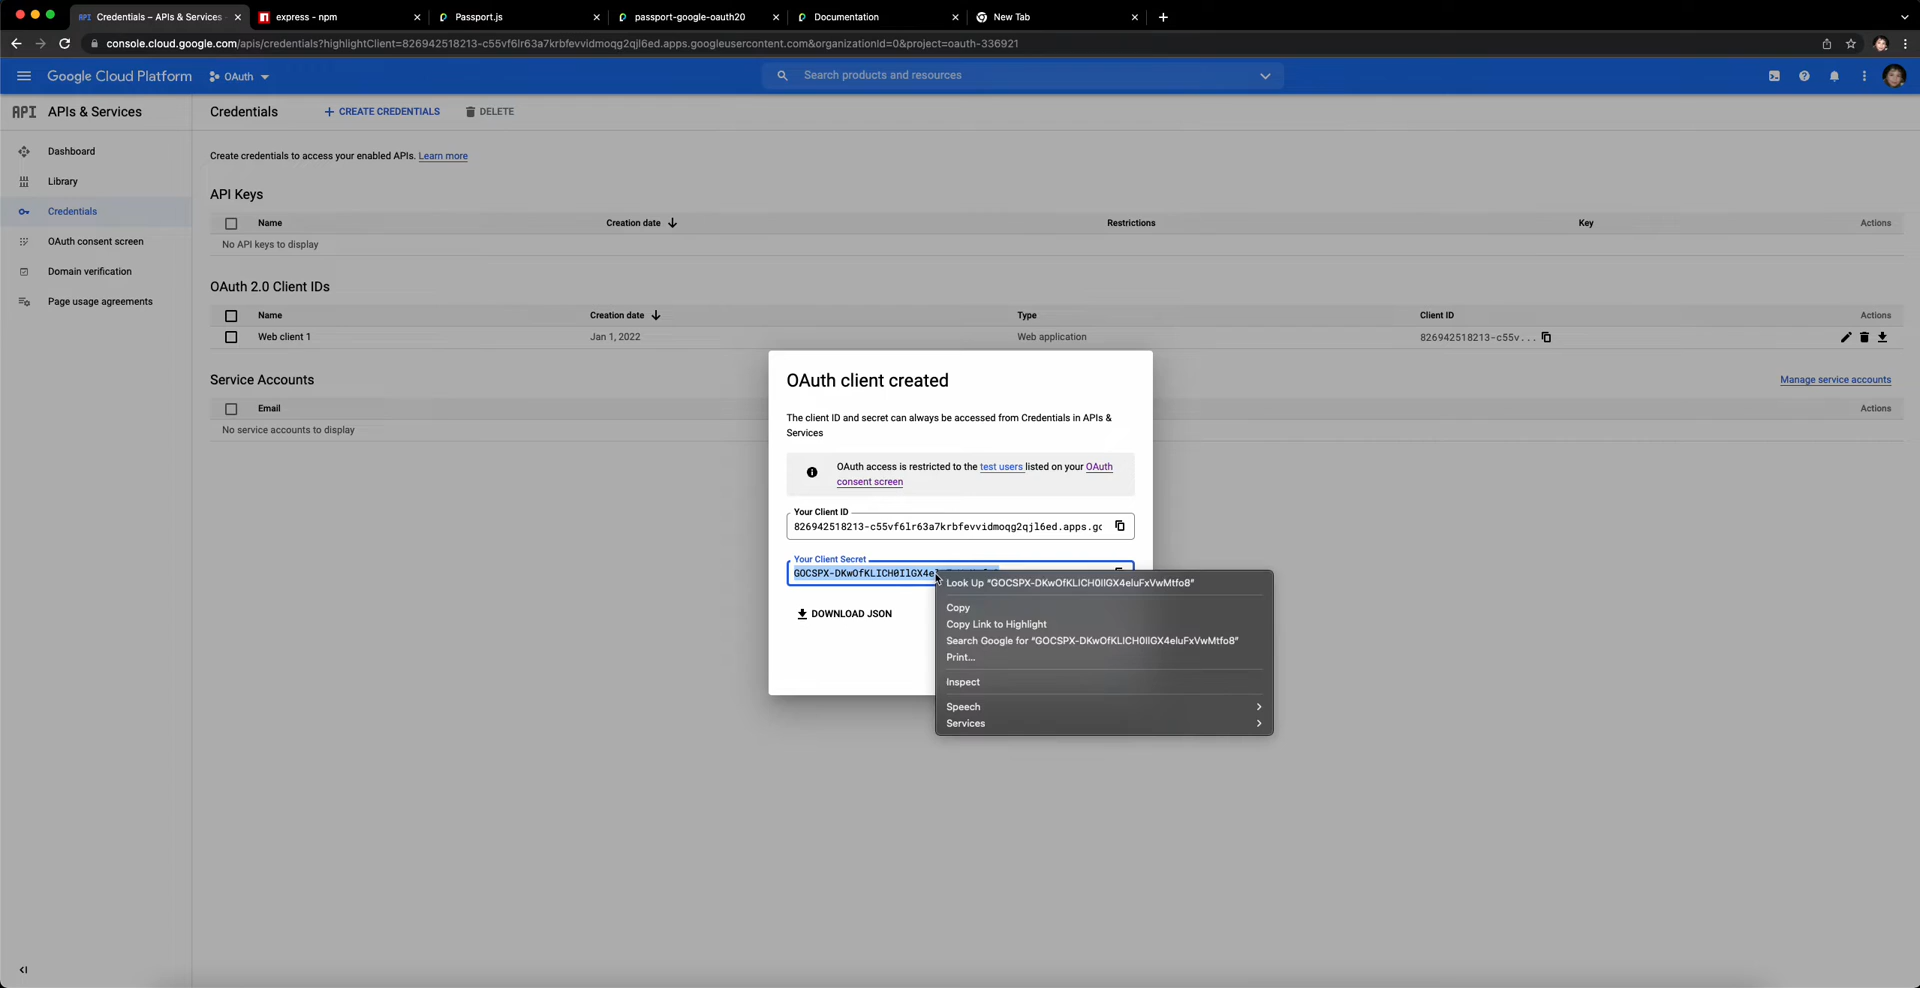 Credentials – APIs & Services
express - npm
Passport.js
passport-google-oauth20
Documentation
New Tab
console.cloud.google.com/apis/credentials?highlightClient=826942518213-c55vf6lr63a7krbfevvidmoqg2qjl6ed.apps.googleusercontent.com&organizationId=0&project=oauth-336921
Google Cloud Platform
OAuth
Search products and resources
API APIs & Services
Credentials
+ CREATE CREDENTIALS
DELETE
Dashboard
Library
Credentials
OAuth consent screen
Domain verification
Page usage agreements
Create credentials to access your enabled APIs. Learn more
API Keys
Name Creation date Restrictions Key Actions
No API keys to display
OAuth 2.0 Client IDs
Name Creation date Type Client ID Actions
Web client 1 Jan 1, 2022 Web application 826942518213-c55v...
Service Accounts
Manage service accounts
Email Actions
No service accounts to display
OAuth client created
The client ID and secret can always be accessed from Credentials in APIs &
Services
OAuth access is restricted to the test users listed on your OAuth
consent screen
Your Client ID
826942518213-c55vf6lr63a7krbfevvidmoqg2qjl6ed.apps.gc
Your Client Secret
GOCSPX-DKwOfKLICH0IlGX4e
DOWNLOAD JSON
Look Up “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”
Copy
Copy Link to Highlight
Search Google for “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”
Print...
Inspect
Speech
Services